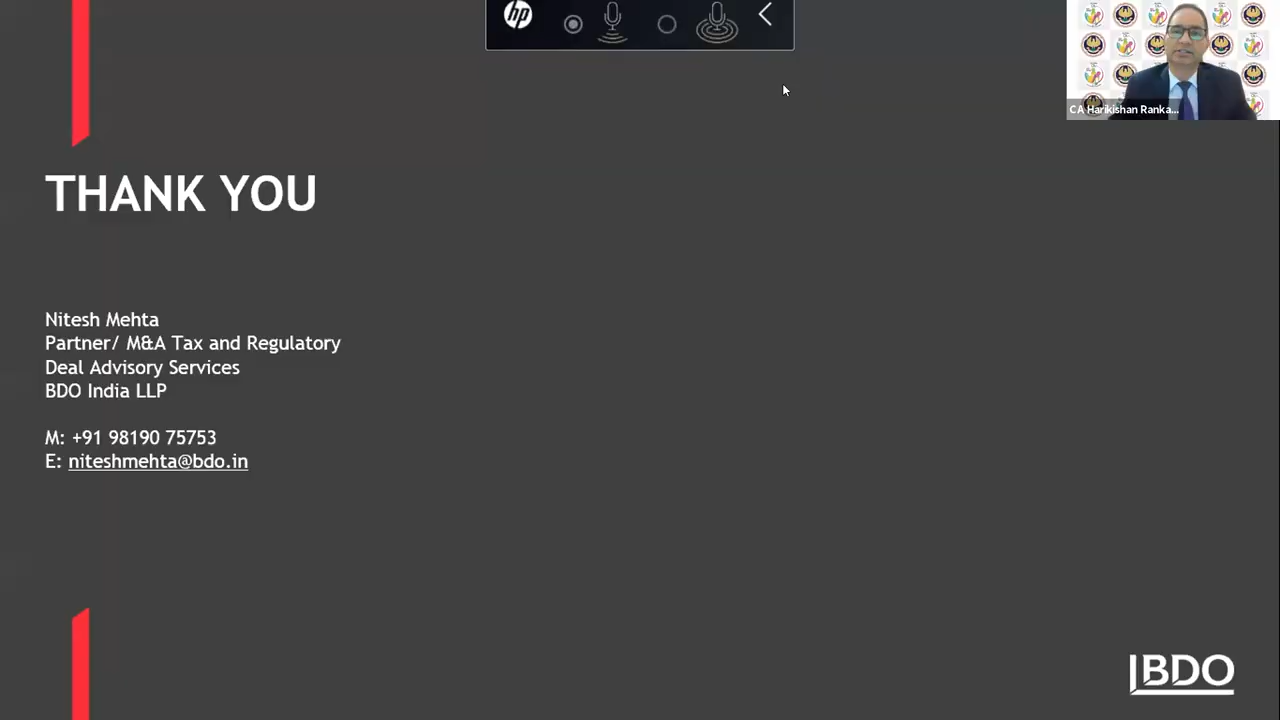 hp
CA Harikishan Ranka...
THANK YOU
Nitesh Mehta
Partner/ M&A Tax and Regulatory
Deal Advisory Services
BDO India LLP
M: +91 98190 75753
E: niteshmehta@bdo.in
BDO